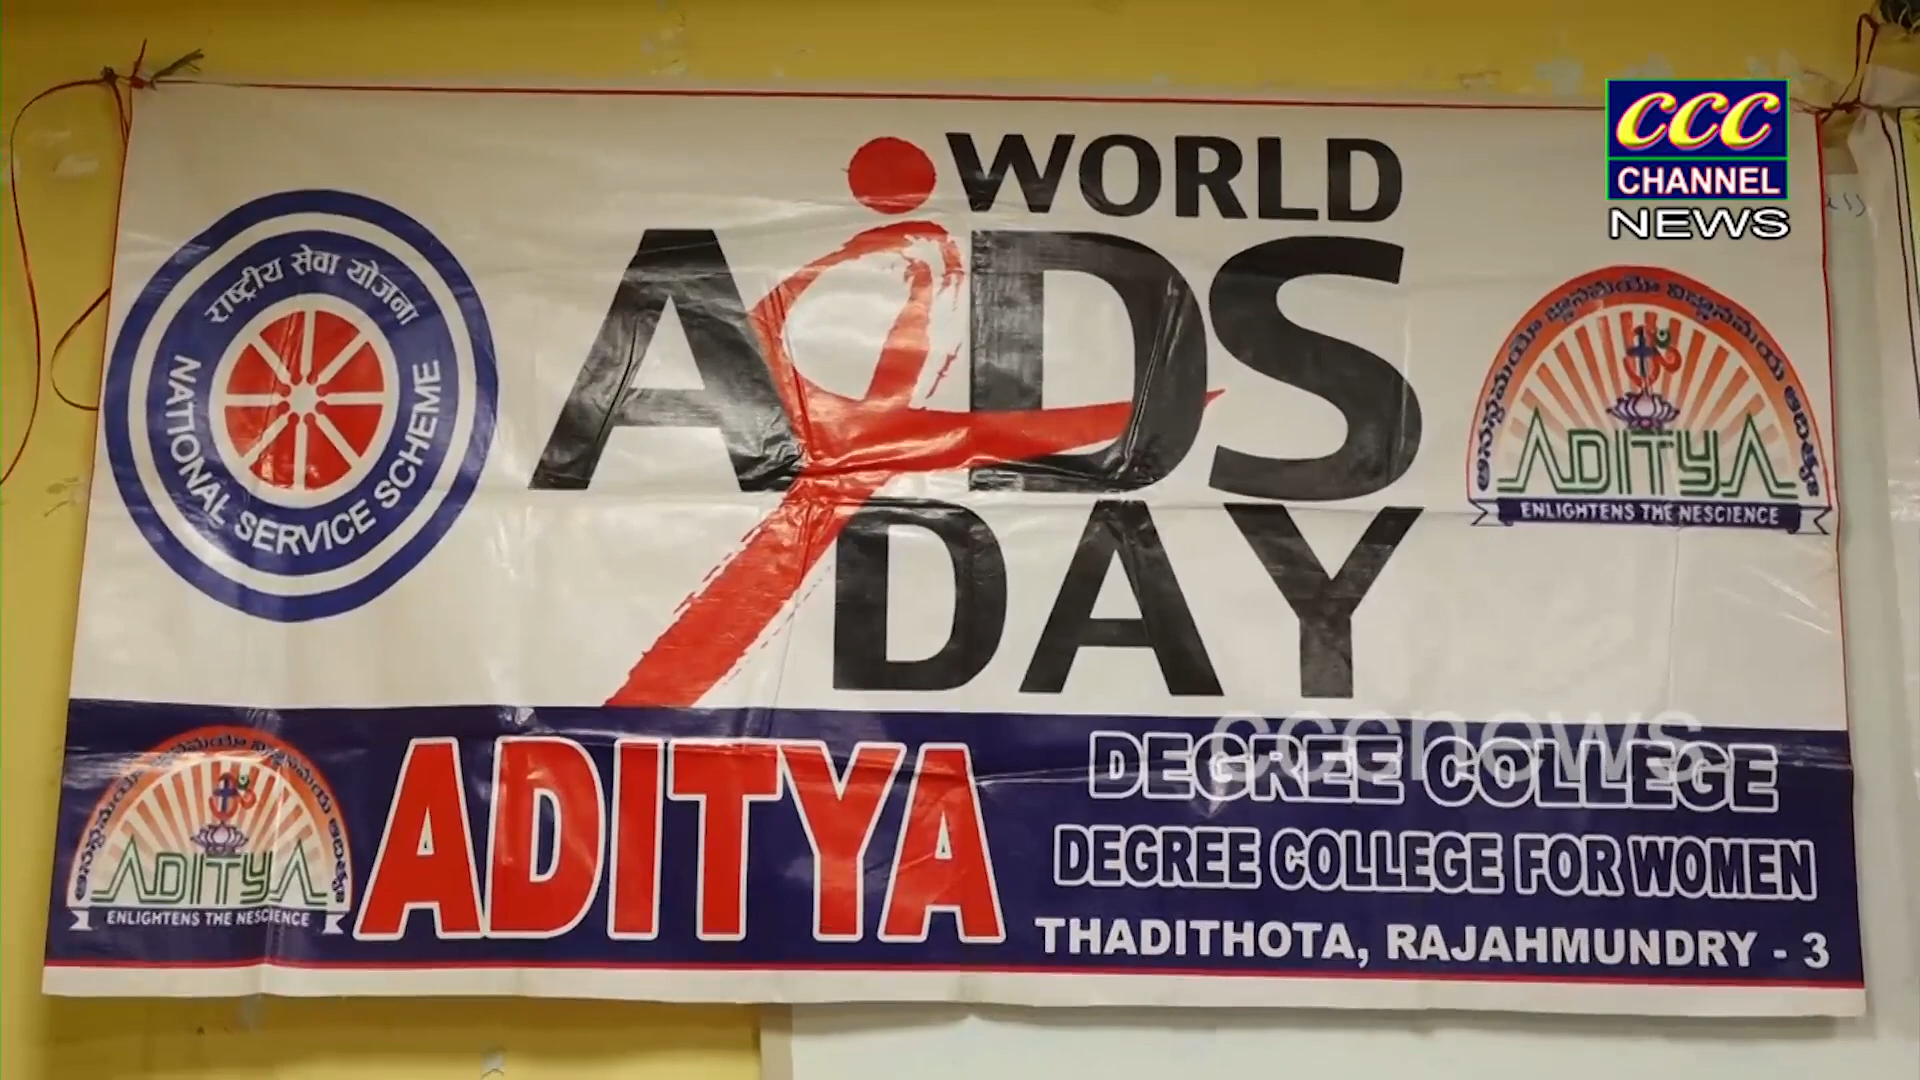 CCC
CHANNEL
NEWS
WORLD
AIDS
DAY
राष्ट्रीय सेवा योजना
NATIONAL SERVICE SCHEME
ADITYA
ENLIGHTENS THE NESCIENCE
cccnews
ADITYA
ENLIGHTENS THE NESCIENCE
ADITYA
DEGREE COLLEGE
DEGREE COLLEGE FOR WOMEN
THADITHOTA, RAJAHMUNDRY - 3